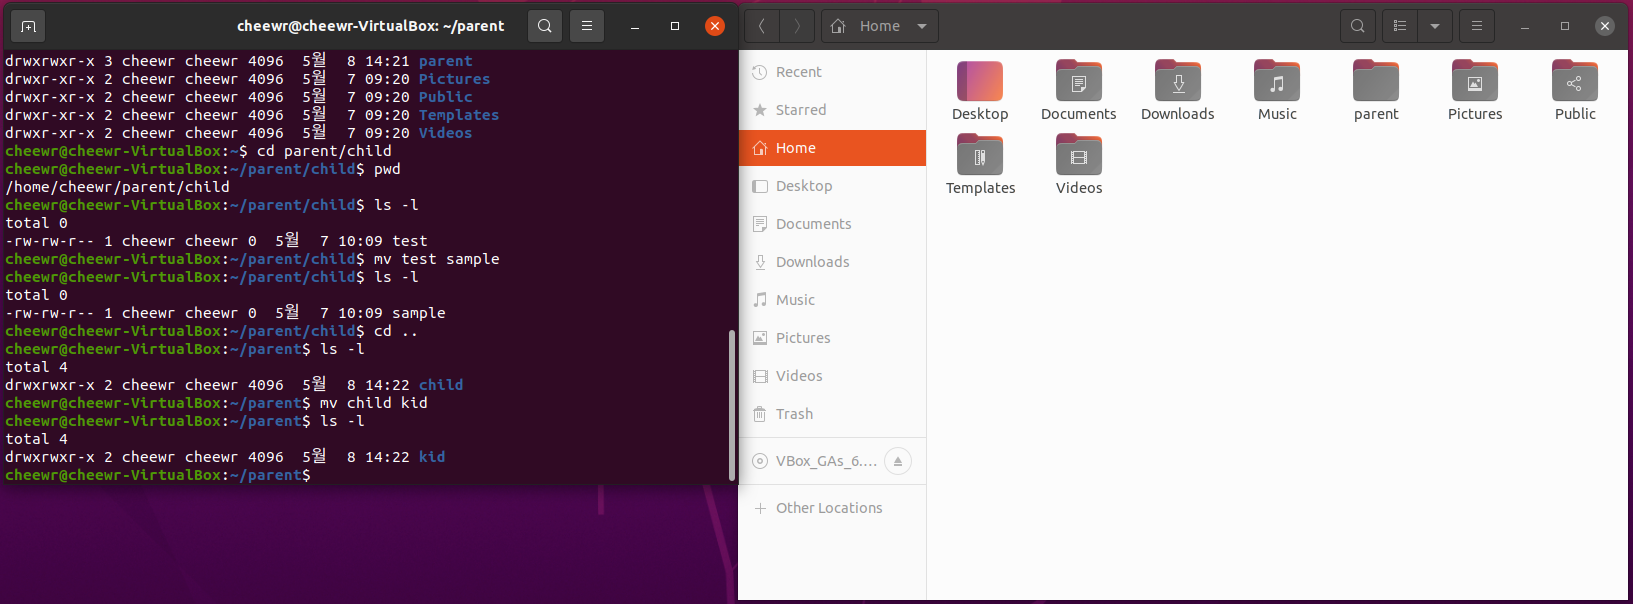 cheewr@cheewr-VirtualBox: ~/parent
drwxrwxr-x 3 cheewr cheewr 4096  5월  8 14:21 parent
drwxr-xr-x 2 cheewr cheewr 4096  5월  7 09:20 Pictures
drwxr-xr-x 2 cheewr cheewr 4096  5월  7 09:20 Public
drwxr-xr-x 2 cheewr cheewr 4096  5월  7 09:20 Templates
drwxr-xr-x 2 cheewr cheewr 4096  5월  7 09:20 Videos
cheewr@cheewr-VirtualBox:~$ cd parent/child
cheewr@cheewr-VirtualBox:~/parent/child$ pwd
/home/cheewr/parent/child
cheewr@cheewr-VirtualBox:~/parent/child$ ls -l
total 0
-rw-rw-r-- 1 cheewr cheewr 0  5월  7 10:09 test
cheewr@cheewr-VirtualBox:~/parent/child$ mv test sample
cheewr@cheewr-VirtualBox:~/parent/child$ ls -l
total 0
-rw-rw-r-- 1 cheewr cheewr 0  5월  7 10:09 sample
cheewr@cheewr-VirtualBox:~/parent/child$ cd ..
cheewr@cheewr-VirtualBox:~/parent$ ls -l
total 4
drwxrwxr-x 2 cheewr cheewr 4096  5월  8 14:22 child
cheewr@cheewr-VirtualBox:~/parent$ mv child kid
cheewr@cheewr-VirtualBox:~/parent$ ls -l
total 4
drwxrwxr-x 2 cheewr cheewr 4096  5월  8 14:22 kid
cheewr@cheewr-VirtualBox:~/parent$
Home
Recent
Starred
Home
Desktop
Documents
Downloads
Music
Pictures
Videos
Trash
VBox_GAs_6....
Other Locations
Desktop Documents Downloads Music parent Pictures Public
Templates Videos